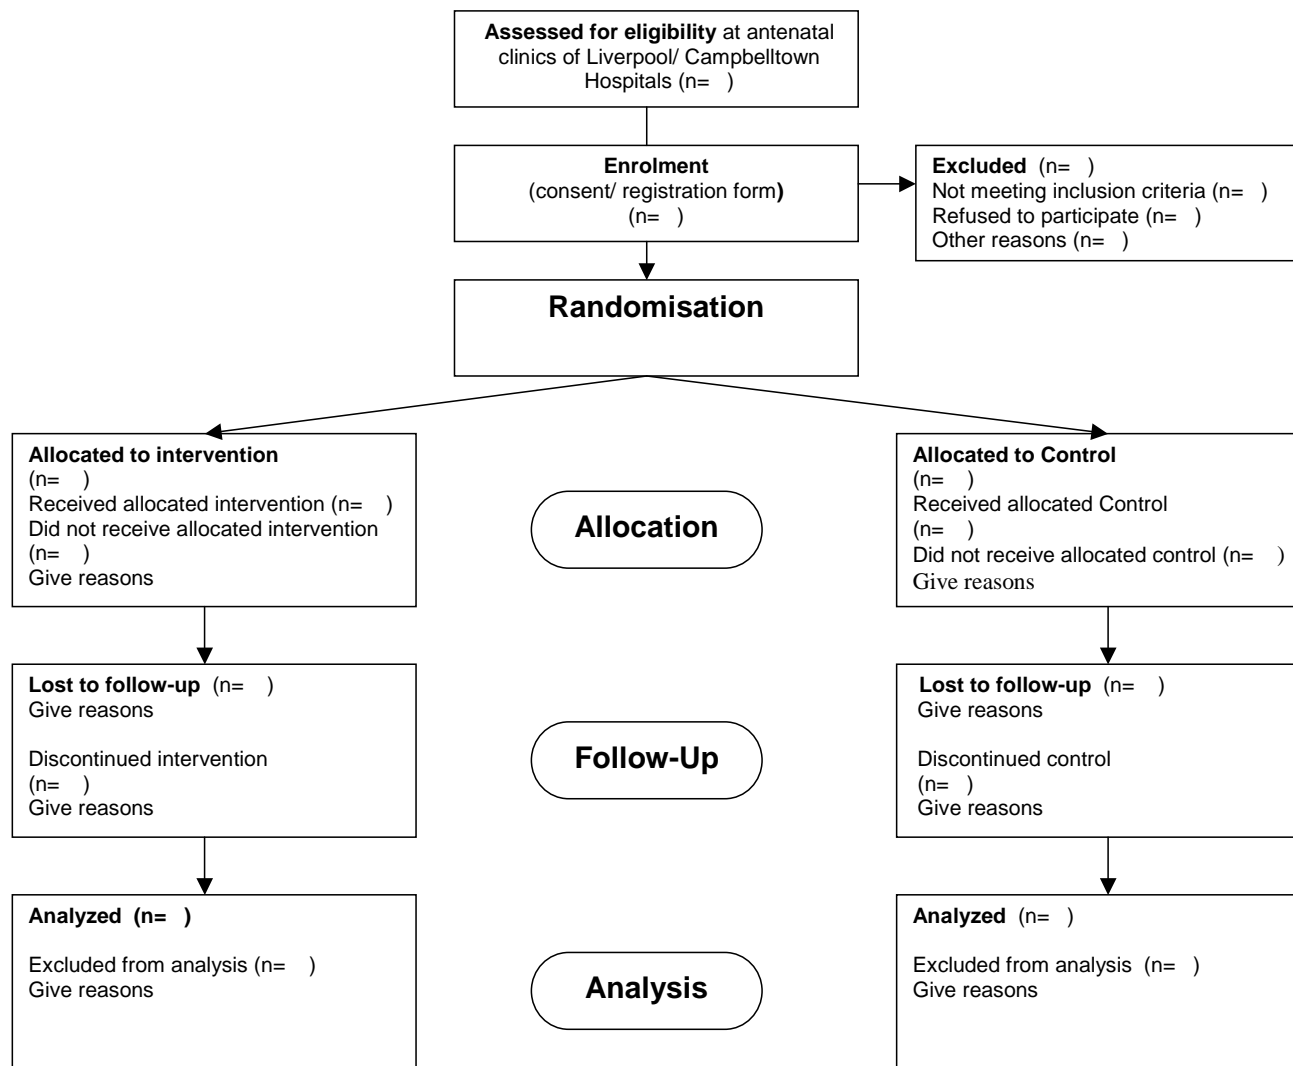 Assessed for eligibility at antenatal
clinics of Liverpool/ Campbelltown
Hospitals (n=   )
Enrolment
(consent/ registration form)
(n=   )
Excluded  (n=   )
Not meeting inclusion criteria (n=   )
Refused to participate (n=   )
Other reasons (n=   )
Randomisation
Allocated to intervention
(n=    )
Received allocated intervention (n=    )
Did not receive allocated intervention
(n=    )
Give reasons
Allocation
Allocated to Control
(n=    )
Received allocated Control
(n=    )
Did not receive allocated control (n=    )
Give reasons
Lost to follow-up  (n=    )
Give reasons
Discontinued intervention
(n=    )
Give reasons
Follow-Up
Lost to follow-up  (n=    )
Give reasons
Discontinued control
(n=    )
Give reasons
Analyzed  (n=   )
Excluded from analysis (n=    )
Give reasons
Analysis
Analyzed  (n=    )
Excluded from analysis  (n=    )
Give reasons